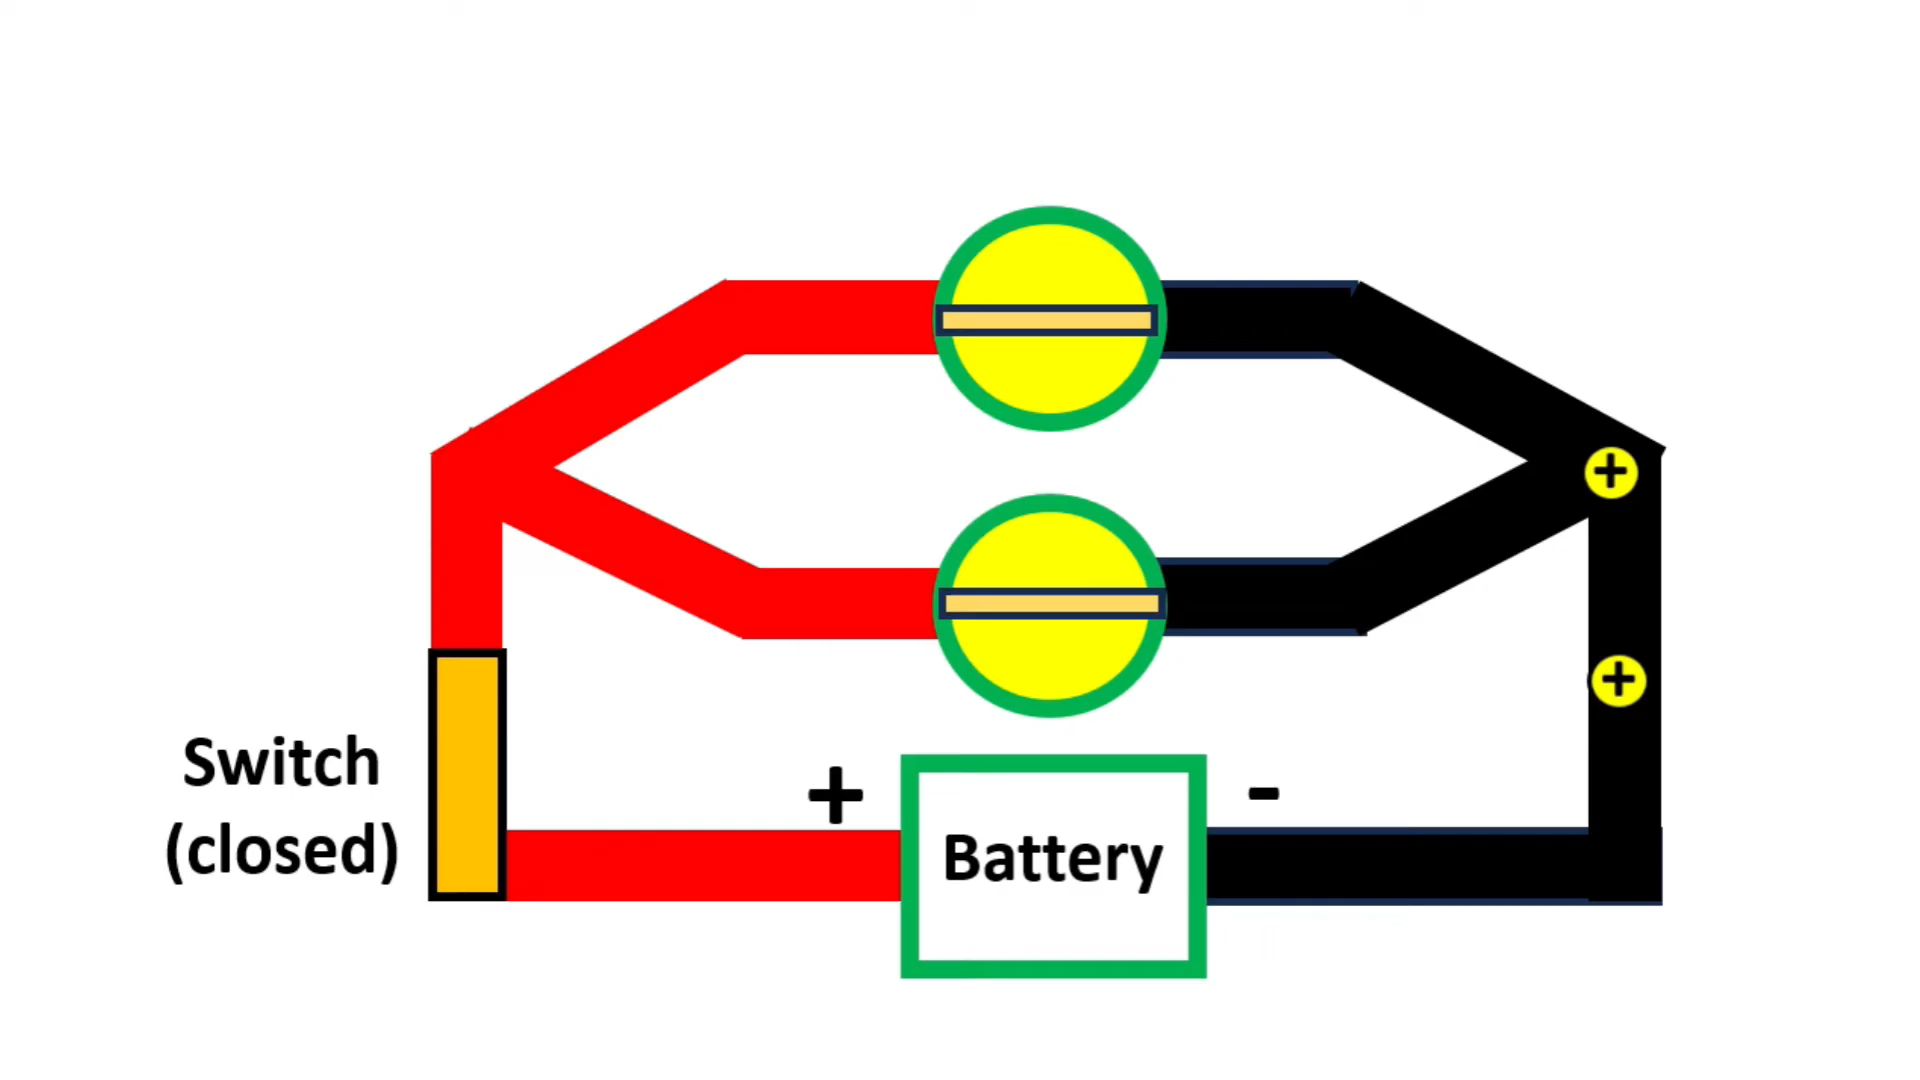 +
+
Switch
(closed)
+
-
Battery